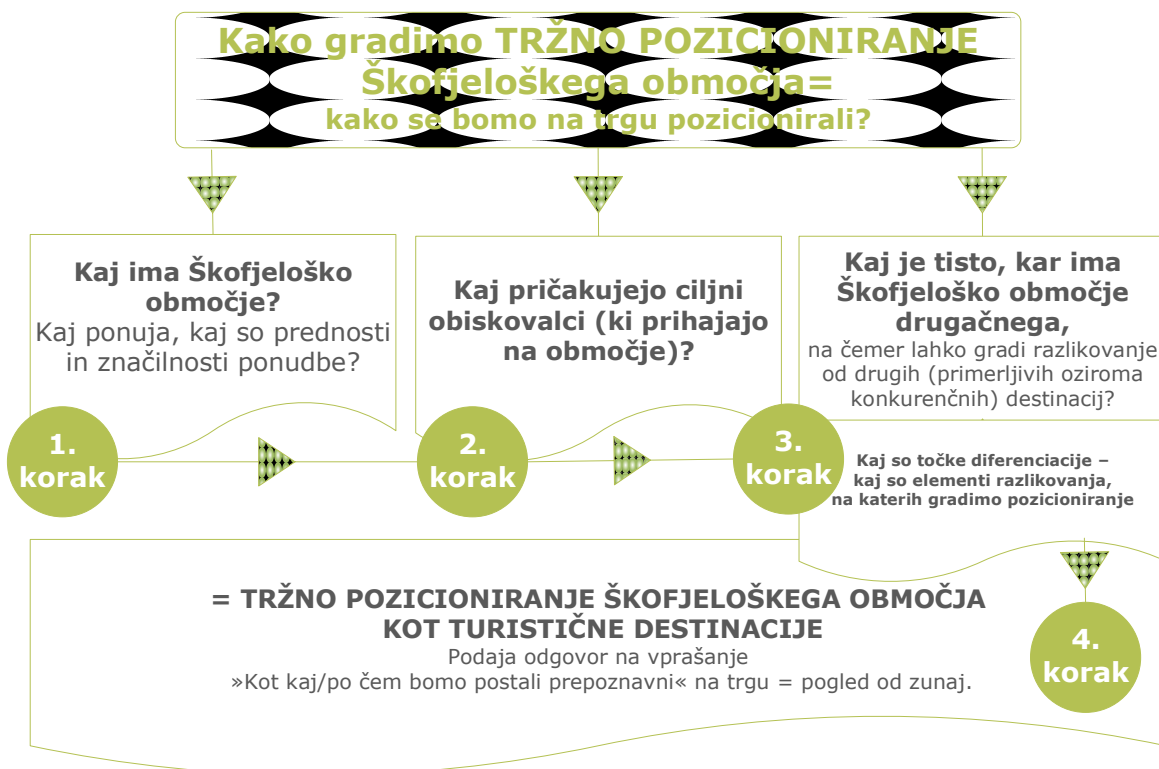 Kako gradimo TRŽNO POZICIONIRANJE
Škofjeloškega območja=
kako se bomo na trgu pozicionirali?
Kaj ima Škofjeloško
območje?
Kaj ponuja, kaj so prednosti
in značilnosti ponudbe?
1.
korak
Kaj pričakujejo ciljni
obiskovalci (ki prihajajo
na območje)?
2.
korak
Kaj je tisto, kar ima
Škofjeloško območje
drugačnega,
na čemer lahko gradi razlikovanje
od drugih (primerljivih oziroma
konkurenčnih) destinacij?
3.
korak
Kaj so točke diferenciacije –
kaj so elementi razlikovanja,
na katerih gradimo pozicioniranje
= TRŽNO POZICIONIRANJE ŠKOFJELOŠKEGA OBMOČJA
KOT TURISTIČNE DESTINACIJE
Podaja odgovor na vprašanje
»Kot kaj/po čem bomo postali prepoznavni« na trgu = pogled od zunaj.
4.
korak